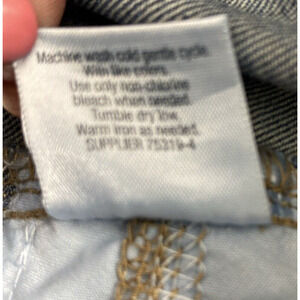 Machine wash cold gentle cycle.
With like colors.
Use only non-chlorine
bleach when needed.
Tumble dry low.
Warm iron as needed.
SUPPLIER 75319-4